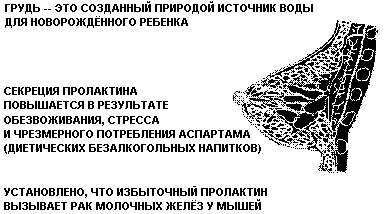 ГРУДЬ -- ЭТО СОЗДАННЫЙ ПРИРОДОЙ ИСТОЧНИК ВОДЫ
ДЛЯ НОВОРОЖДЁННОГО РЕБЕНКА
СЕКРЕЦИЯ ПРОЛАКТИНА
ПОВЫШАЕТСЯ В РЕЗУЛЬТАТЕ
ОБЕЗВОЖИВАНИЯ, СТРЕССА
И ЧРЕЗМЕРНОГО ПОТРЕБЛЕНИЯ АСПАРТАМА
(ДИЕТИЧЕСКИХ БЕЗАЛКОГОЛЬНЫХ НАПИТКОВ)
УСТАНОВЛЕНО, ЧТО ИЗБЫТОЧНЫЙ ПРОЛАКТИН
ВЫЗЫВАЕТ РАК МОЛОЧНЫХ ЖЕЛЁЗ У МЫШЕЙ